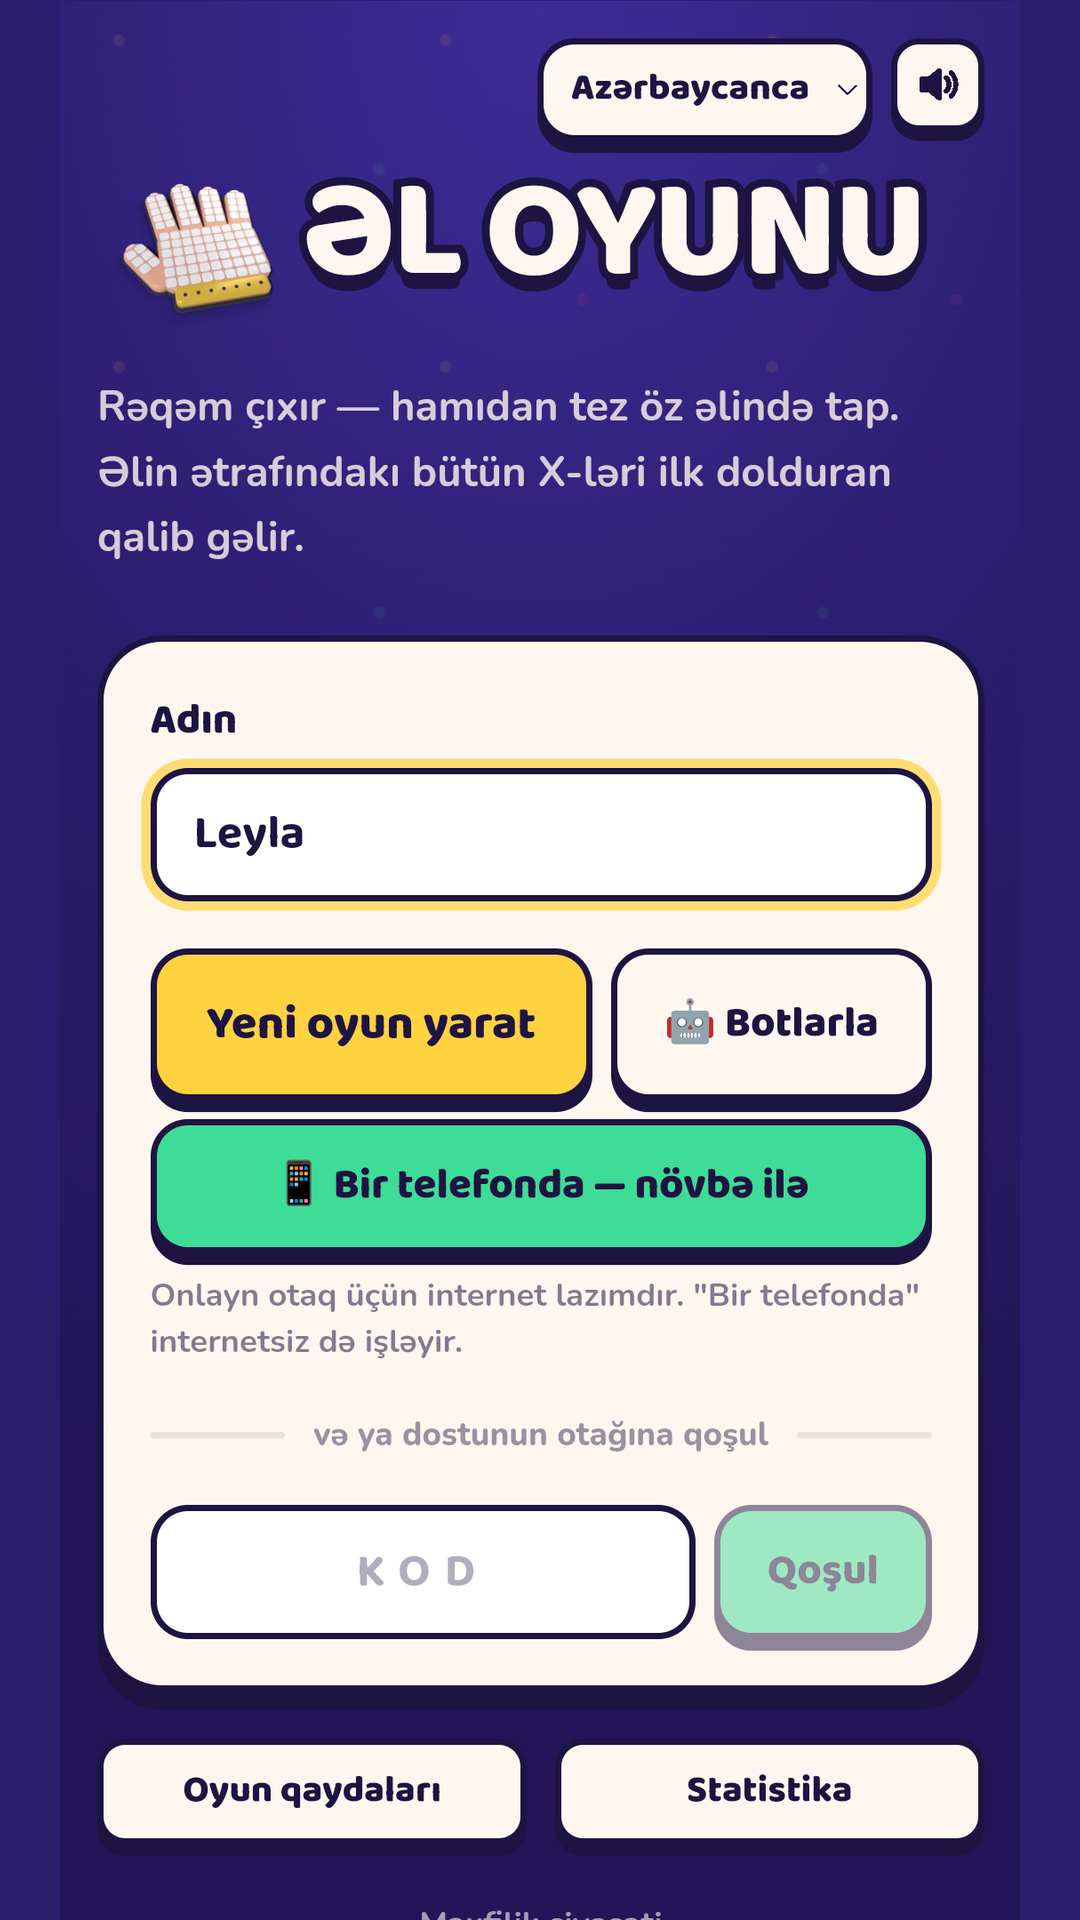 Azərbaycanca
ƏL OYUNU
Rəqəm çıxır — hamıdan tez öz əlində tap.
Əlin ətrafındakı bütün X-ləri ilk dolduran
qalib gəlir.
Adın
Leyla
Yeni oyun yarat
Botlarla
Bir telefonda — növbə ilə
Onlayn otaq üçün internet lazımdır. "Bir telefonda"
internetsiz də işləyir.
və ya dostunun otağına qoşul
KOD
Qoşul
Oyun qaydaları
Statistika